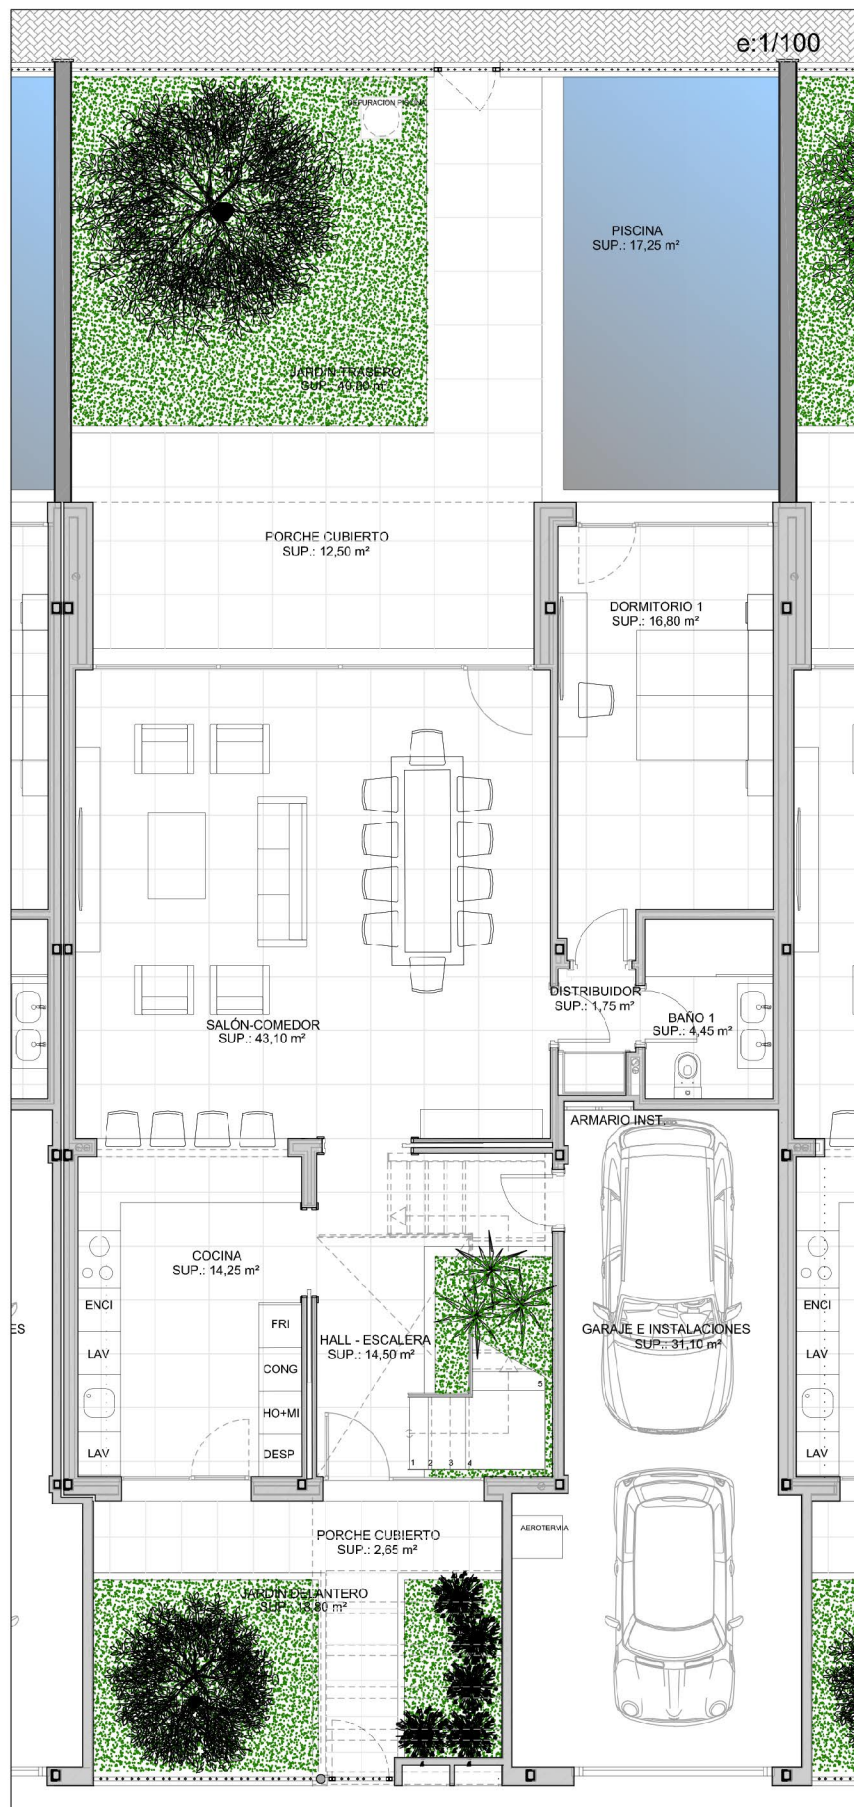 e:1/100
DEPURACION PISCINA
PISCINA
SUP.: 17,25 m²
JARDIN TRASERO
SUP.: 40,00 m²
PORCHE CUBIERTO
SUP.: 12,50 m²
DORMITORIO 1
SUP.: 16,80 m²
DISTRIBUIDOR
SUP.: 1,75 m²
BAÑO 1
SUP.: 4,45 m²
SALÓN-COMEDOR
SUP.: 43,10 m²
ARMARIO INST.
COCINA
SUP.: 14,25 m²
ENCI
LAV
LAV
FRI
CONG
HO+MI
DESP
HALL - ESCALERA
SUP.: 14,50 m²
5
1 2 3 4
GARAJE E INSTALACIONES
SUP.: 31,10 m²
ES
ENCI
LAV
LAV
PORCHE CUBIERTO
SUP.: 2,65 m²
AEROTERMIA
JARDIN DELANTERO